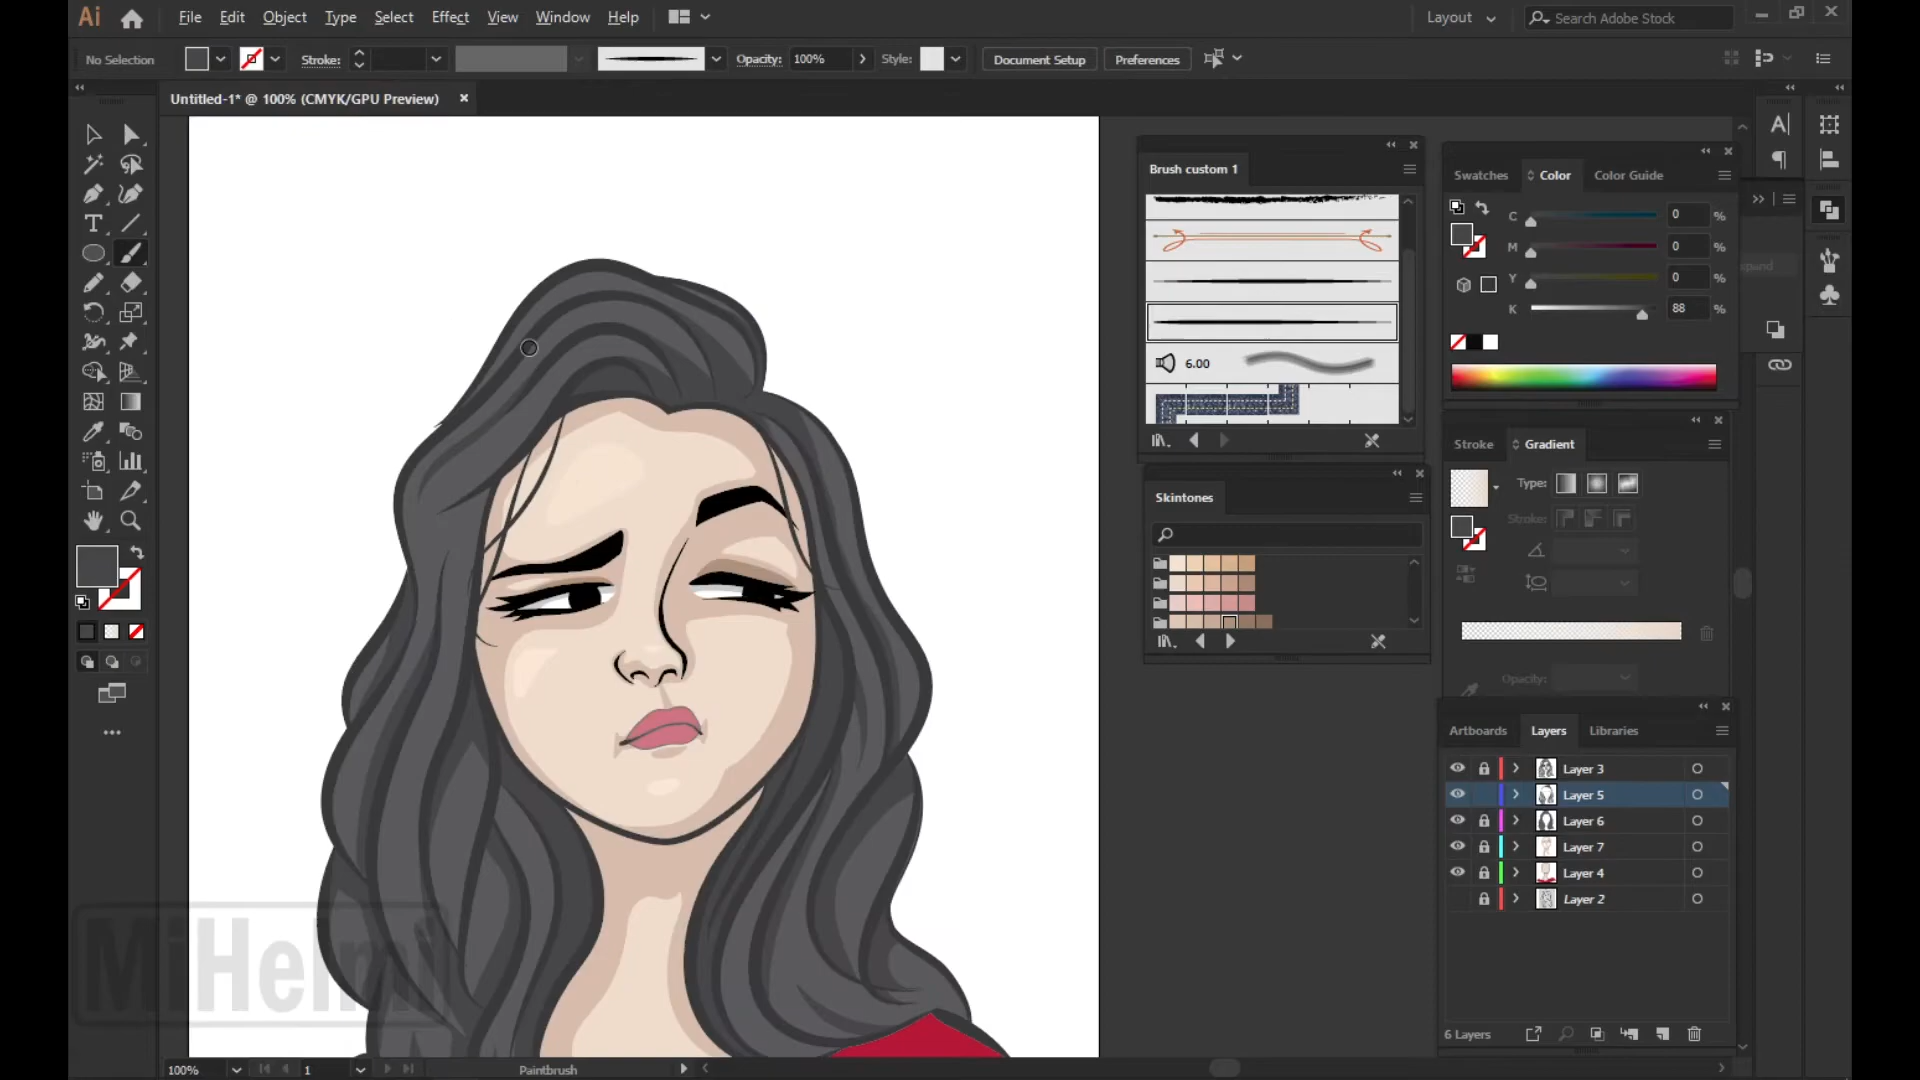 Ai File Edit Object Type Select Effect View Window Help Layout Search Adobe Stock
No Selection Stroke: Opacity: 100% Style: Document Setup Preferences
Untitled-1* @ 100% (CMYK/GPU Preview)
Brush custom 1
6.00
Skintones
Swatches Color Color Guide
C 0 %
M 0 %
Y 0 %
K 88 %
Stroke Gradient
Type:
Stroke:
Opacity:
Artboards Layers Libraries
Layer 3
Layer 5
Layer 6
Layer 7
Layer 4
Layer 2
6 Layers
MiHelmi
100% 1 Paintbrush